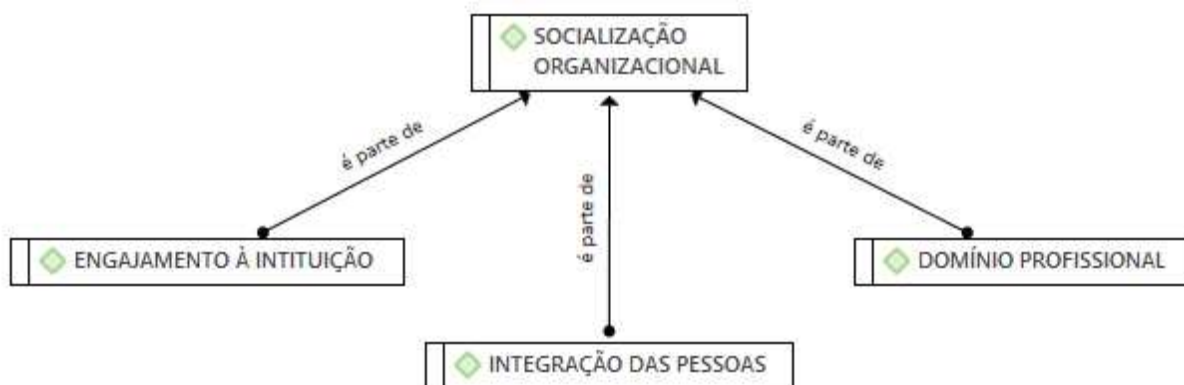 SOCIALIZAÇÃO
ORGANIZACIONAL
é parte de
é parte de
é parte de
ENGAJAMENTO À INTITUIÇÃO
DOMÍNIO PROFISSIONAL
INTEGRAÇÃO DAS PESSOAS